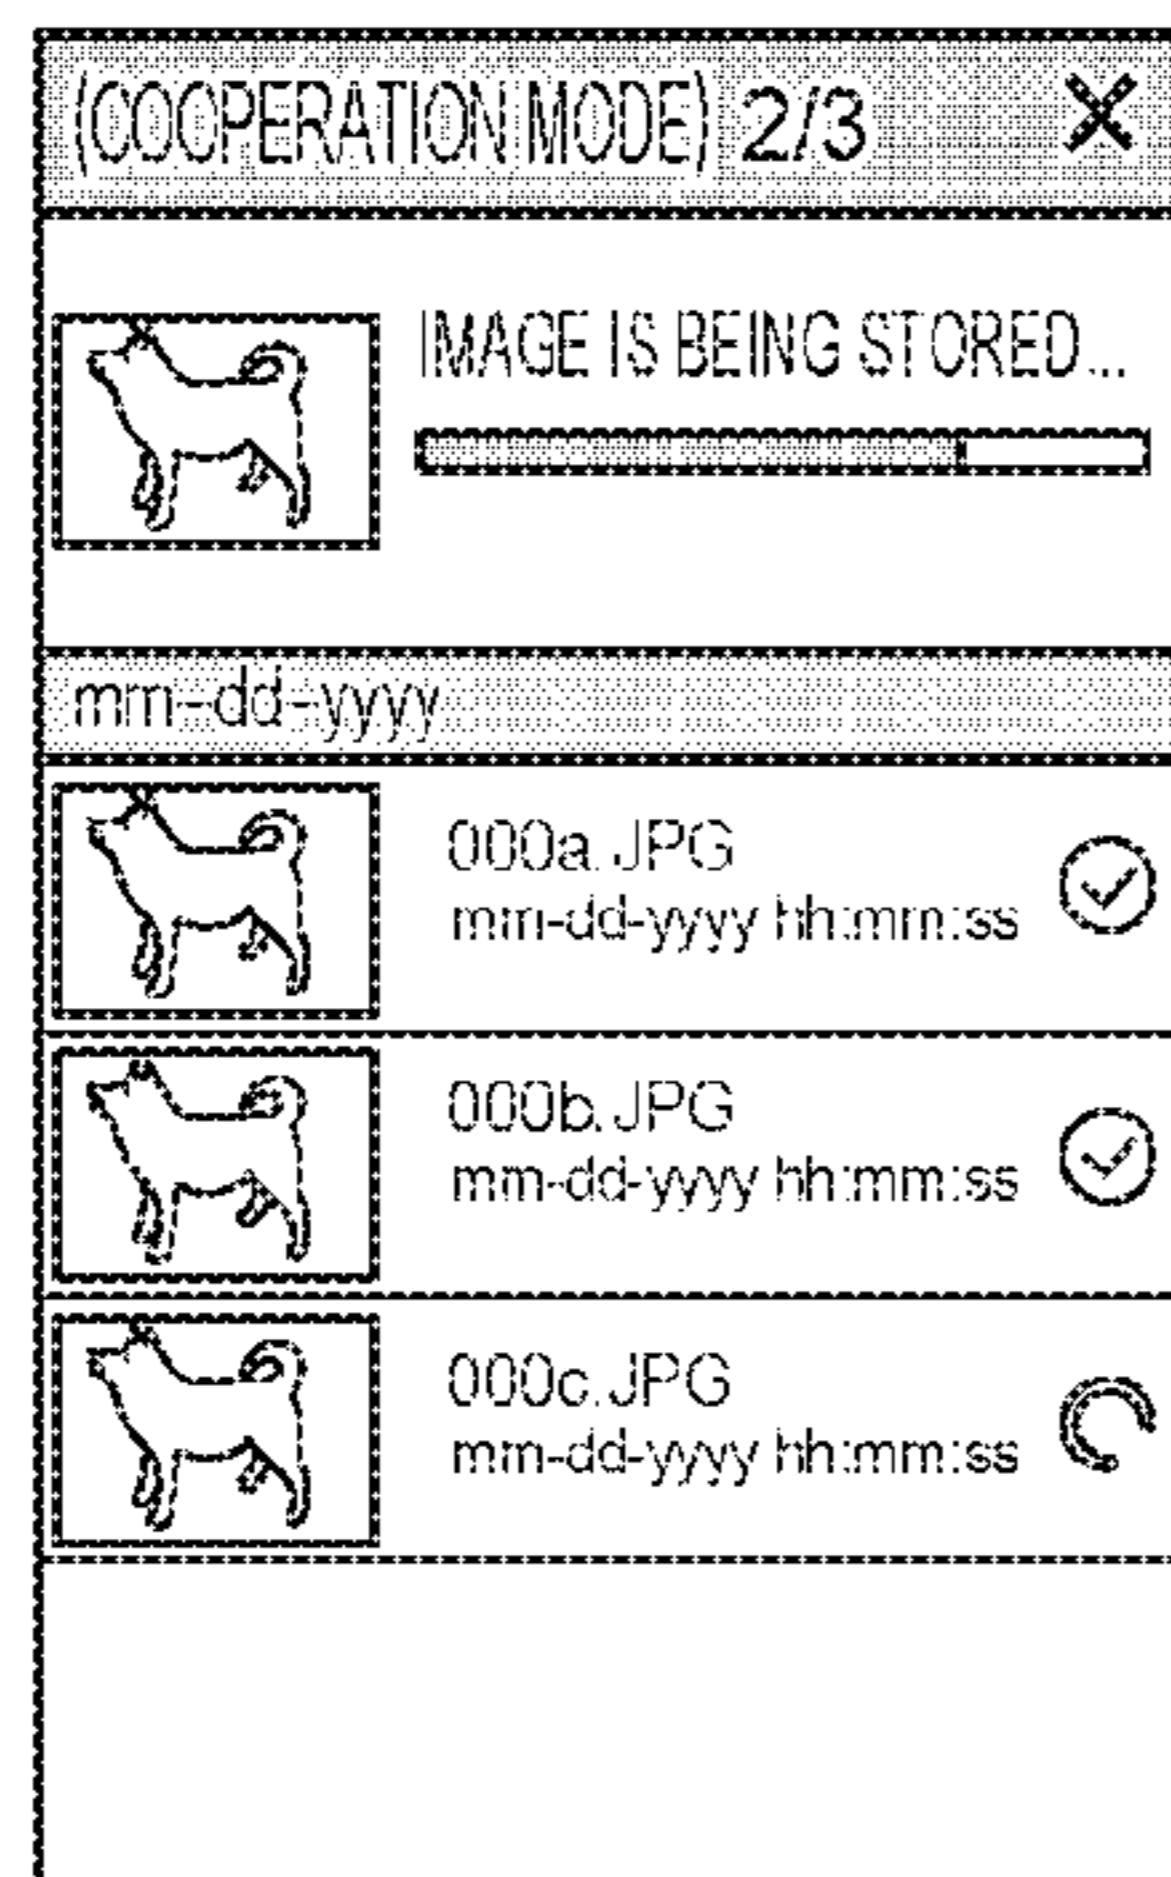 (COOPERATION MODE) 2/3
IMAGE IS BEING STORED...
mm-dd-yyyy
000a.JPG
mm-dd-yyyy hh:mm:ss
000b.JPG
mm-dd-yyyy hh:mm:ss
000c.JPG
mm-dd-yyyy hh:mm:ss